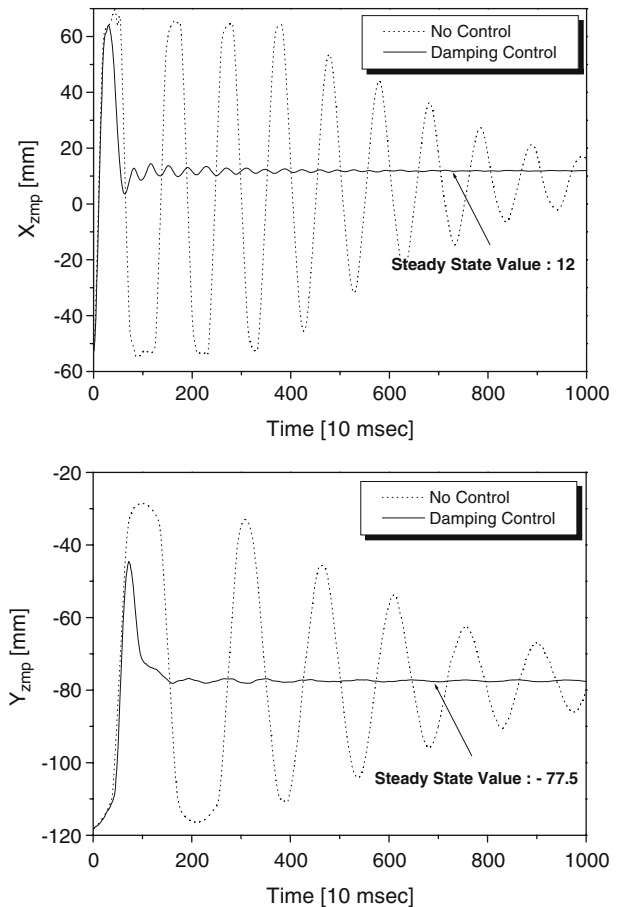 60
40
20
0
-20
-40
-60
X_zmp [mm]
No Control
Damping Control
Steady State Value : 12
0 200 400 600 800 1000
Time [10 msec]
-20
-40
-60
-80
-100
-120
Y_zmp [mm]
No Control
Damping Control
Steady State Value : - 77.5
0 200 400 600 800 1000
Time [10 msec]